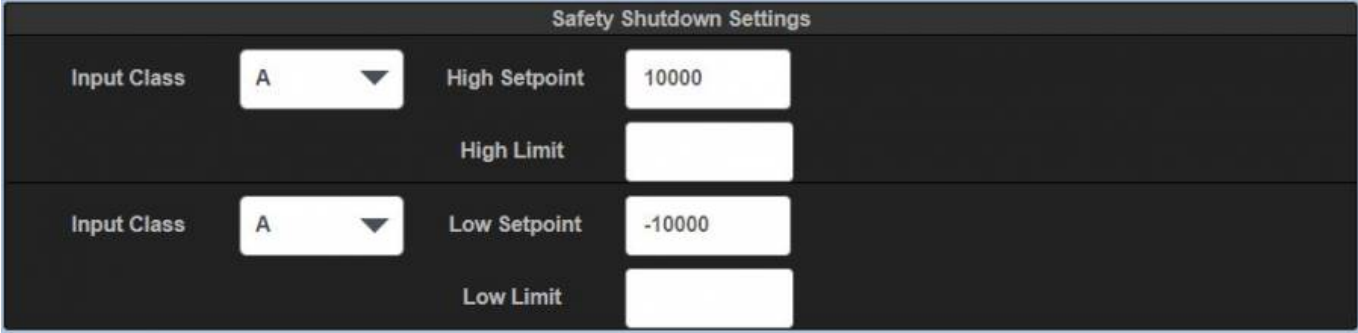 Safety Shutdown Settings
Input Class A High Setpoint 10000
High Limit
Input Class A Low Setpoint -10000
Low Limit